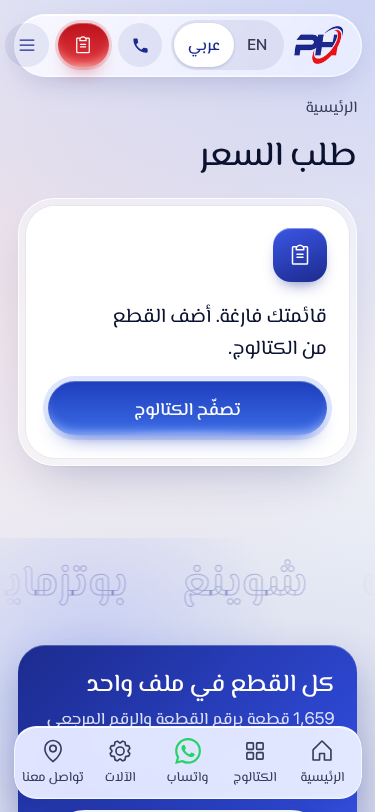 PH
EN
عربي
الرئيسية
طلب السعر
قائمتك فارغة. أضف القطع
من الكتالوج.
تصفّح الكتالوج
شوينغ
كل القطع في ملف واحد
1,659 قطعة برقم القطعة والرقم المرجعي
الرئيسية
الكتالوج
واتساب
الآلات
تواصل معنا